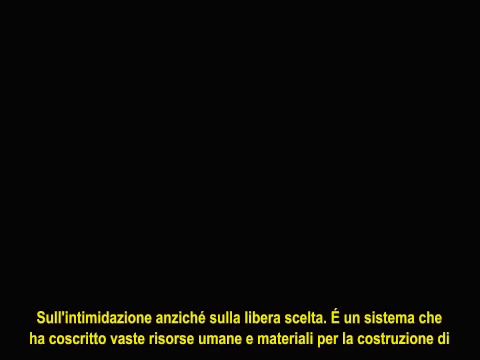 Sull'intimidazione anziché sulla libera scelta. É un sistema che
ha coscritto vaste risorse umane e materiali per la costruzione di